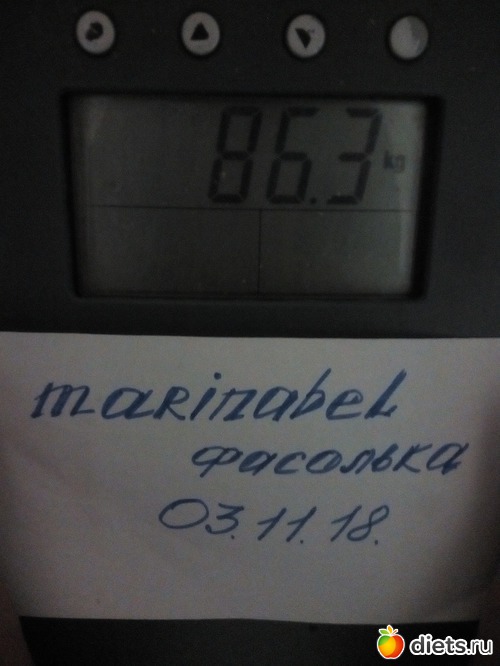 86.3 kg
marinabel
фасолька
03.11.18.
diets.ru